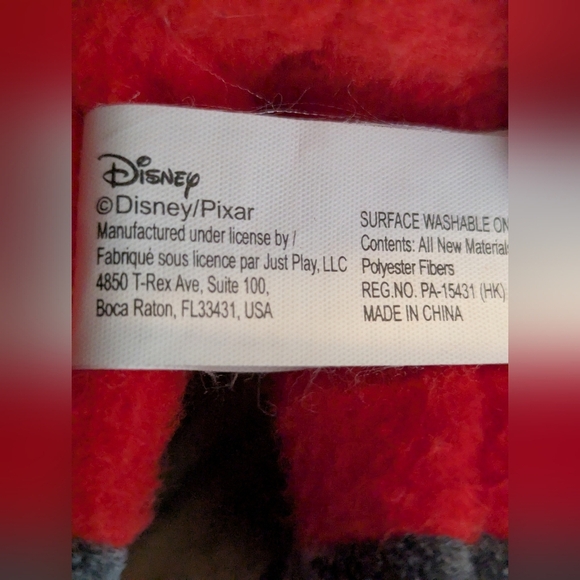 Disney
©Disney/Pixar
Manufactured under license by /
Fabriqué sous licence par Just Play, LLC
4850 T-Rex Ave, Suite 100,
Boca Raton, FL33431, USA
SURFACE WASHABLE
Contents: All New
Polyester Fibers
REG.NO. PA-15431 (HK)
MADE IN CHINA